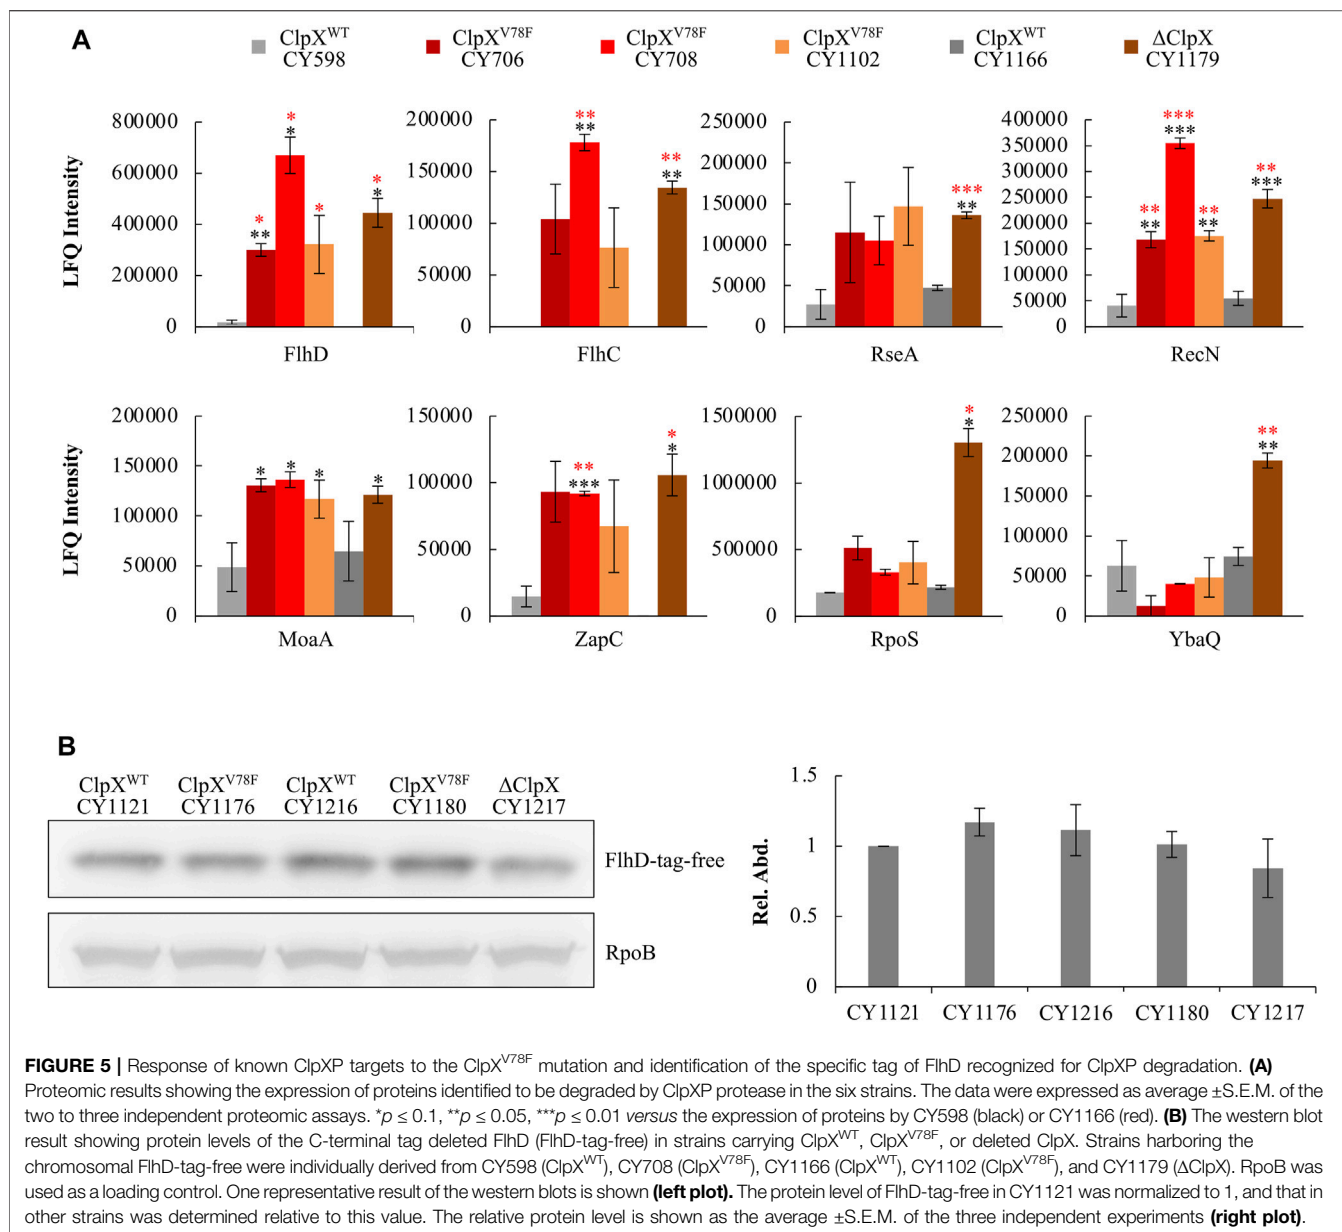 A
ClpX^WT CY598
ClpX^V78F CY706
ClpX^V78F CY708
ClpX^V78F CY1102
ClpX^WT CY1166
ΔClpX CY1179
LFQ Intensity
800000
600000
400000
200000
0
*
**
*
*
*
*
*
FlhD
200000
150000
100000
50000
0
**
**
**
**
FlhC
250000
200000
150000
100000
50000
0
***
**
RseA
400000
350000
300000
250000
200000
150000
100000
50000
0
**
**
***
***
**
**
**
***
RecN
LFQ Intensity
200000
150000
100000
50000
0
*
*
*
*
MoaA
150000
100000
50000
0
**
***
*
*
ZapC
1500000
1000000
500000
0
*
*
RpoS
250000
200000
150000
100000
50000
0
**
**
YbaQ
B
ClpX^WT CY1121
ClpX^V78F CY1176
ClpX^WT CY1216
ClpX^V78F CY1180
ΔClpX CY1217
FlhD-tag-free
RpoB
Rel. Abd.
1.5
1
0.5
0
CY1121 CY1176 CY1216 CY1180 CY1217
FIGURE 5 | Response of known ClpXP targets to the ClpX^V78F mutation and identification of the specific tag of FlhD recognized for ClpXP degradation. (A)
Proteomic results showing the expression of proteins identified to be degraded by ClpXP protease in the six strains. The data were expressed as average ±S.E.M. of the
two to three independent proteomic assays. *p ≤ 0.1, **p ≤ 0.05, ***p ≤ 0.01 versus the expression of proteins by CY598 (black) or CY1166 (red). (B) The western blot
result showing protein levels of the C-terminal tag deleted FlhD (FlhD-tag-free) in strains carrying ClpX^WT, ClpX^V78F, or deleted ClpX. Strains harboring the
chromosomal FlhD-tag-free were individually derived from CY598 (ClpX^WT), CY708 (ClpX^V78F), CY1166 (ClpX^WT), CY1102 (ClpX^V78F), and CY1179 (ΔClpX). RpoB was
used as a loading control. One representative result of the western blots is shown (left plot). The protein level of FlhD-tag-free in CY1121 was normalized to 1, and that in
other strains was determined relative to this value. The relative protein level is shown as the average ±S.E.M. of the three independent experiments (right plot).